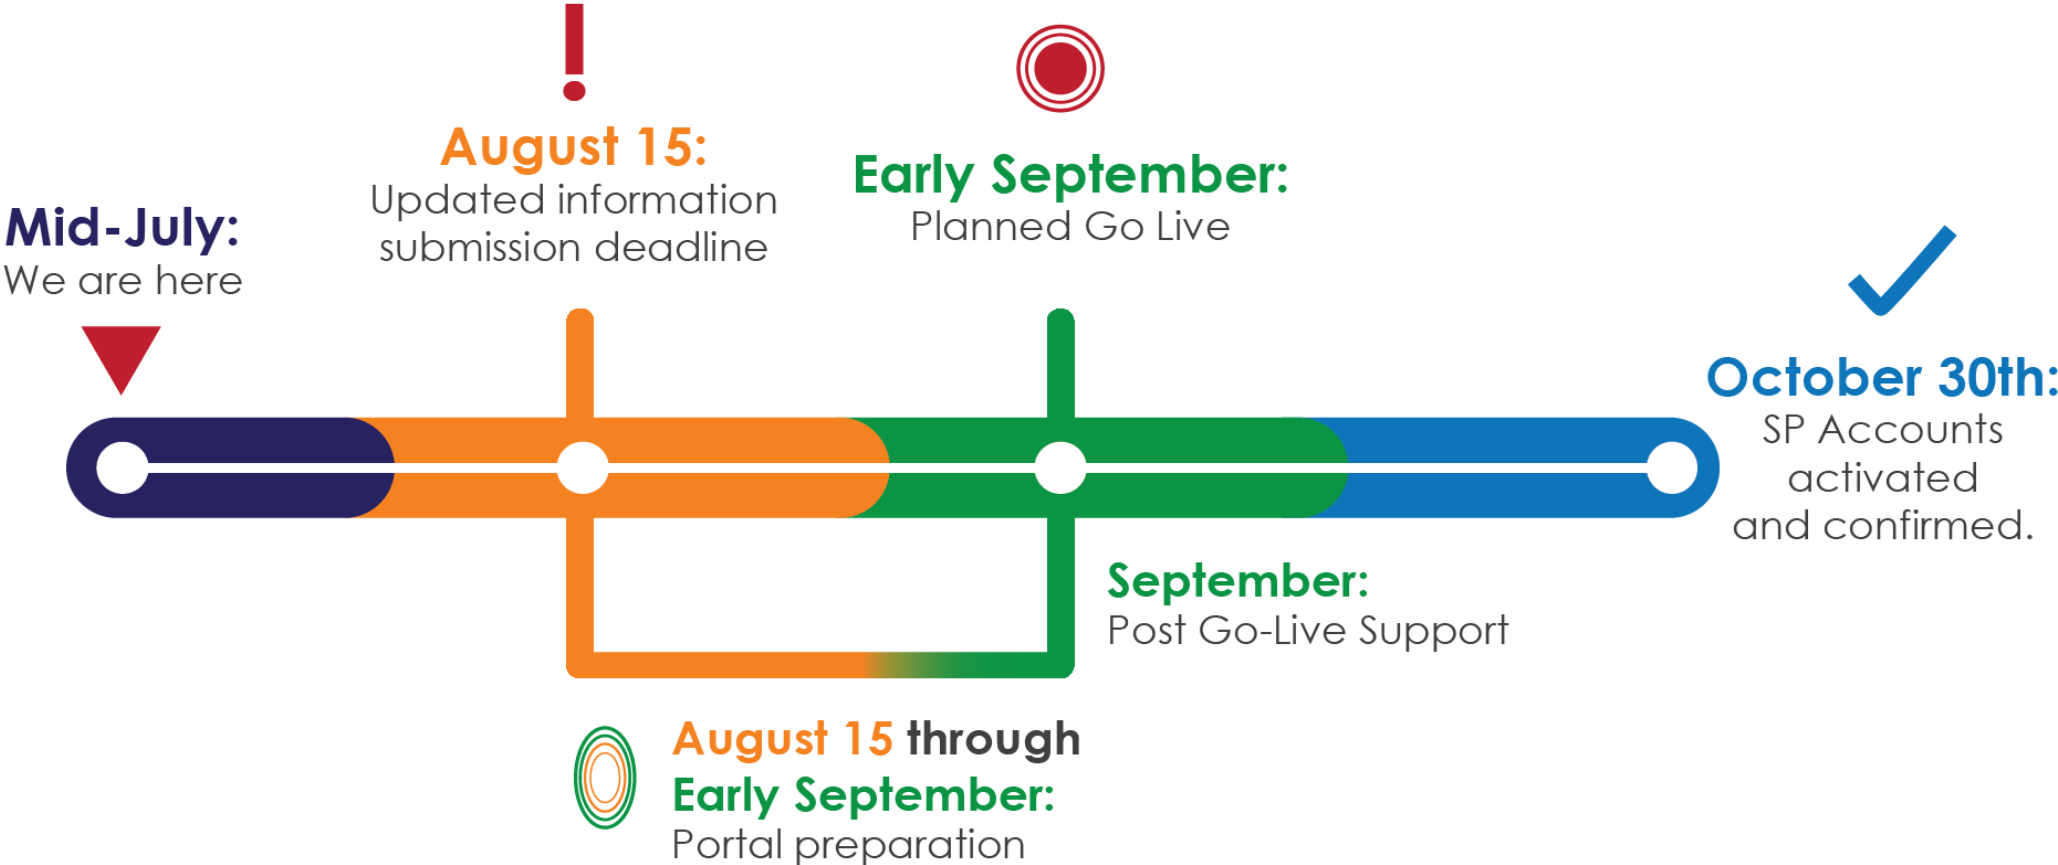 Mid-July:
We are here
August 15:
Updated information
submission deadline
Early September:
Planned Go Live
October 30th:
SP Accounts
activated
and confirmed.
September:
Post Go-Live Support
August 15 through
Early September:
Portal preparation